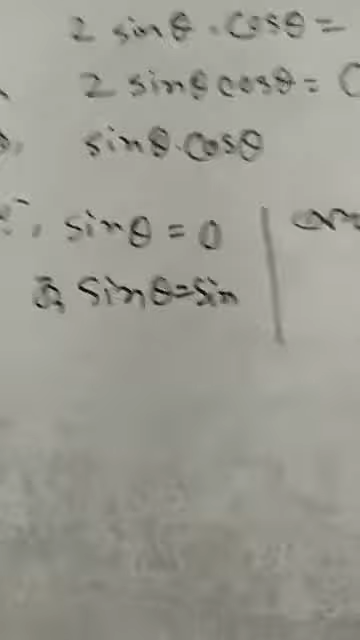 2 sinθ . cosθ =
2 sinθ cosθ =
sinθ . cosθ
sinθ = 0
বা, sinθ = sin